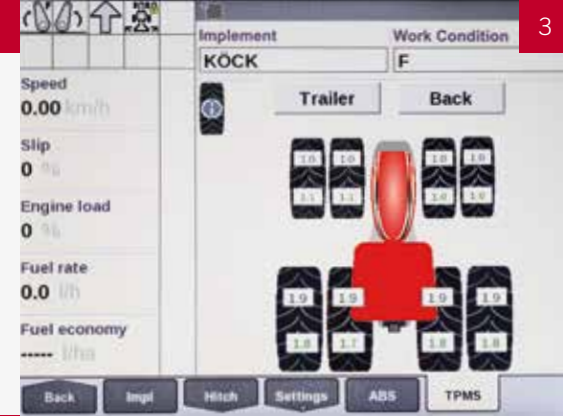 3
Implement
Work Condition
KÖCK
F
Speed
0.00 km/h
Trailer
Back
Slip
0 %
1.0 1.0 1.0 1.0
1.1 1.1 1.0 1.0
Engine load
0 %
Fuel rate
0.0 l/h
1.9 1.9 1.9 1.9
Fuel economy
----- l/ha
1.8 1.7 1.8 1.8
Back
Impl
Hitch
Settings
ABS
TPMS